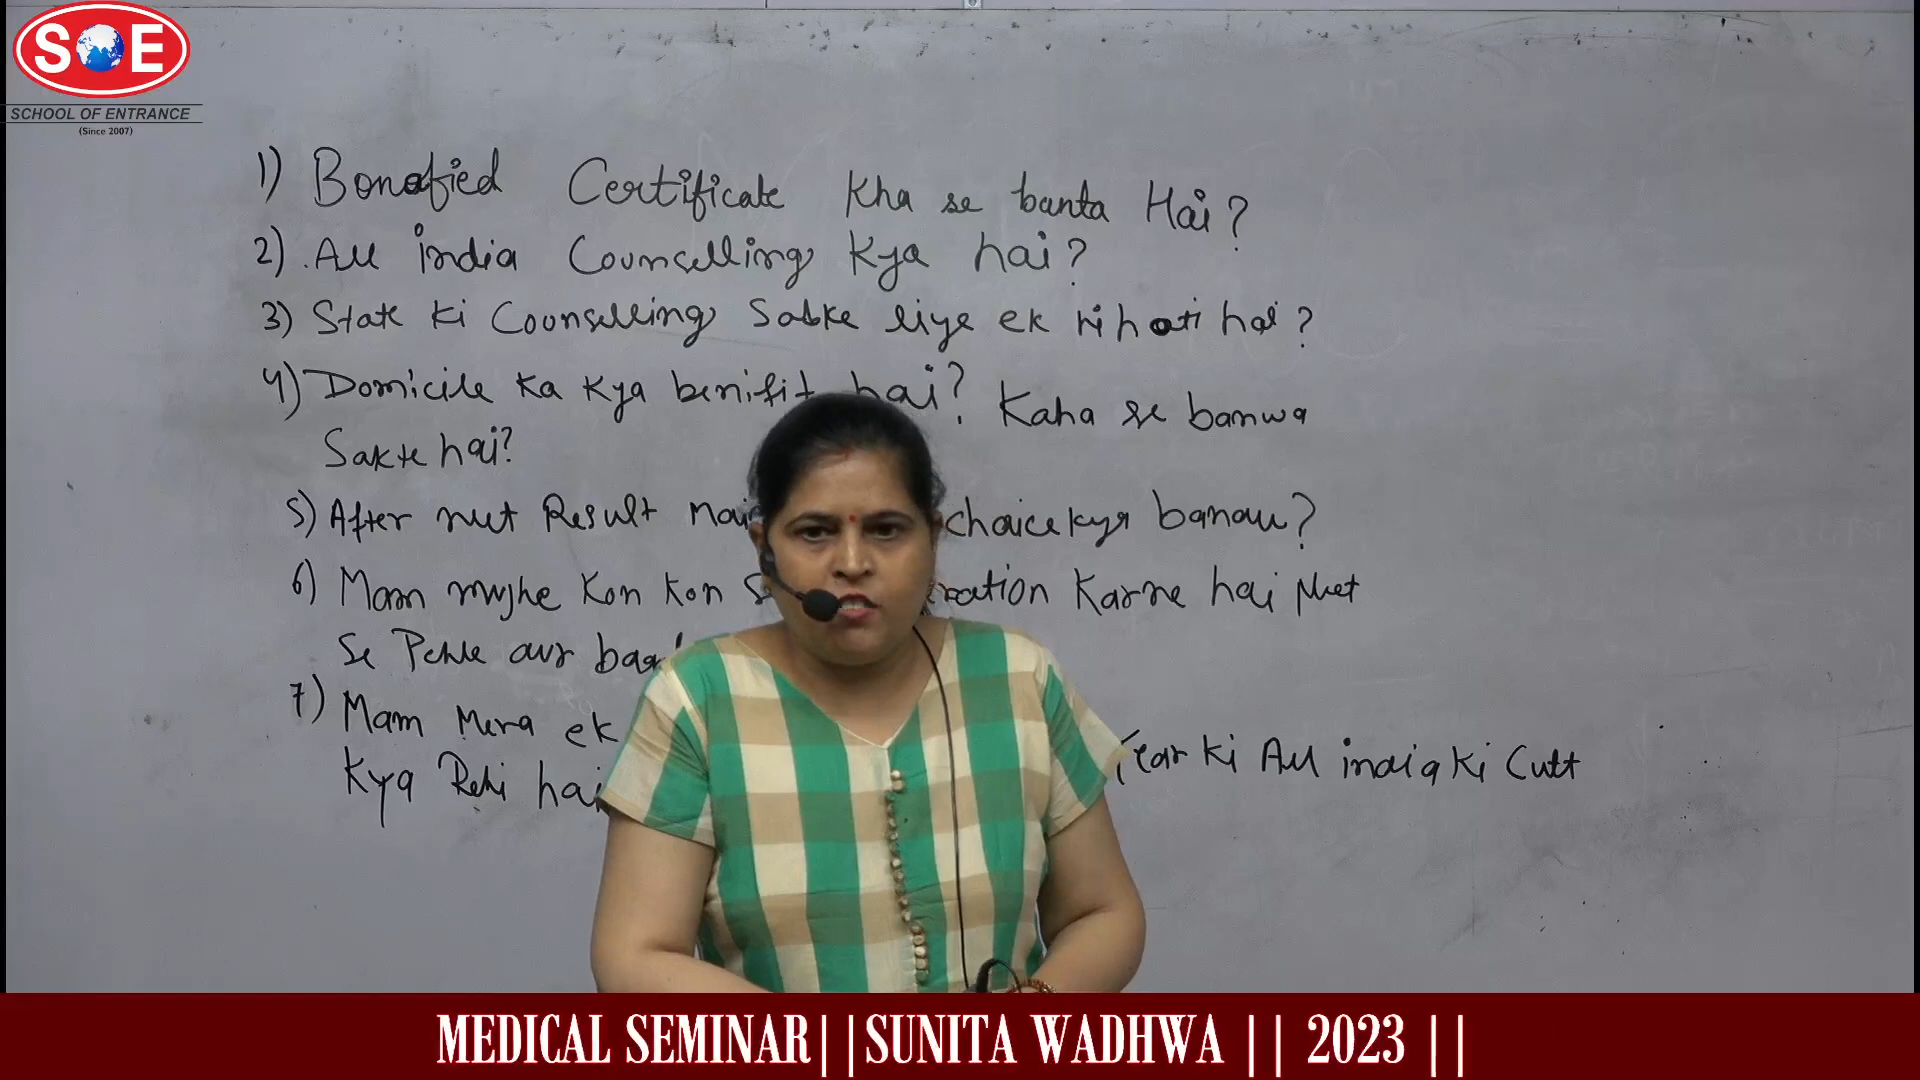 SOE
SCHOOL OF ENTRANCE
(Since 2007)
1) Bonafied Certificate Kha se banta Hai?
2) All india Counselling Kya hai?
3) State Ki Counselling Sabke liye ek hi hoti hai?
4) Domicile Ka Kya benifit hai? Kaha se banwa
Sakte hai?
5) After neet Result choice kya banau?
6) Mam mujhe Kon Kon ration Karne hai Neet
Se Pehle aur baad
7) Mam Mera ek
Kya Rehi hai Year Ki All india Ki Cutt
MEDICAL SEMINAR||SUNITA WADHWA || 2023 ||